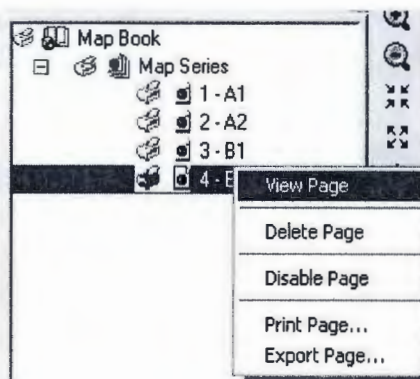 Map Book
Map Series
1 - A1
2 - A2
3 - B1
4 -
View Page
Delete Page
Disable Page
Print Page...
Export Page...